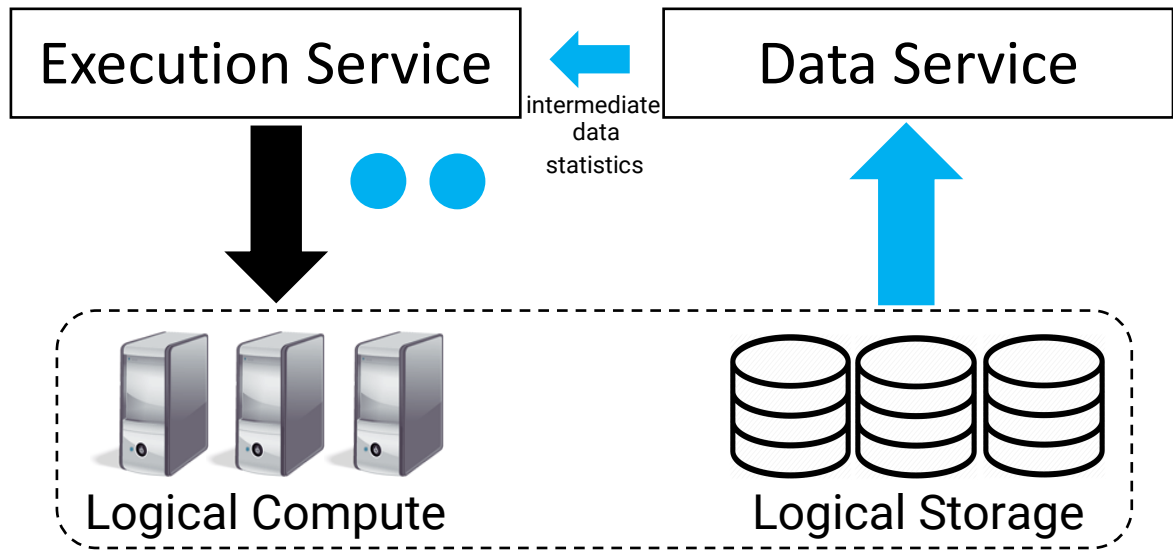 Execution Service
Data Service
intermediate
data
statistics
Logical Compute
Logical Storage